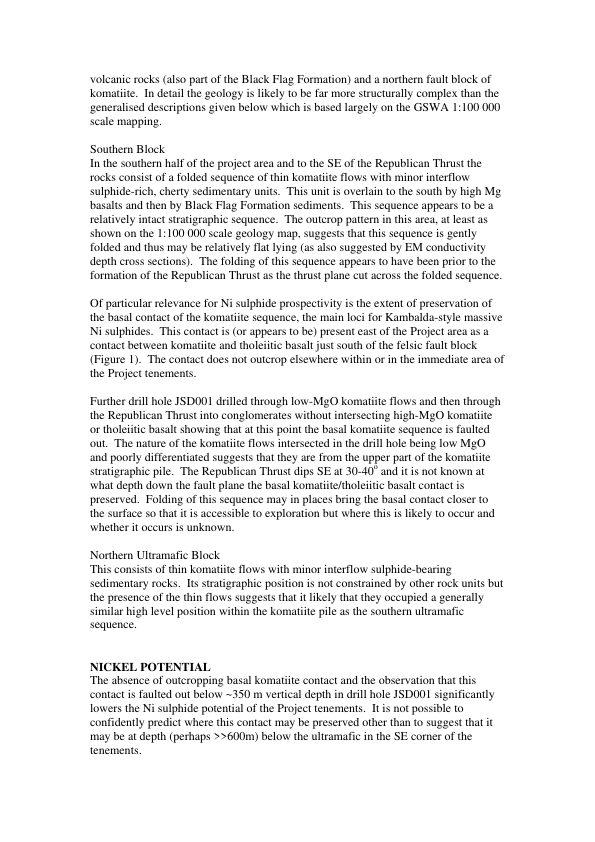 volcanic rocks (also part of the Black Flag Formation) and a northern fault block of
komatiite.  In detail the geology is likely to be far more structurally complex than the
generalised descriptions given below which is based largely on the GSWA 1:100 000
scale mapping.
Southern Block
In the southern half of the project area and to the SE of the Republican Thrust the
rocks consist of a folded sequence of thin komatiite flows with minor interflow
sulphide-rich, cherty sedimentary units.  This unit is overlain to the south by high Mg
basalts and then by Black Flag Formation sediments.  This sequence appears to be a
relatively intact stratigraphic sequence.  The outcrop pattern in this area, at least as
shown on the 1:100 000 scale geology map, suggests that this sequence is gently
folded and thus may be relatively flat lying (as also suggested by EM conductivity
depth cross sections).  The folding of this sequence appears to have been prior to the
formation of the Republican Thrust as the thrust plane cut across the folded sequence.
Of particular relevance for Ni sulphide prospectivity is the extent of preservation of
the basal contact of the komatiite sequence, the main loci for Kambalda-style massive
Ni sulphides.  This contact is (or appears to be) present east of the Project area as a
contact between komatiite and tholeiitic basalt just south of the felsic fault block
(Figure 1).  The contact does not outcrop elsewhere within or in the immediate area of
the Project tenements.
Further drill hole JSD001 drilled through low-MgO komatiite flows and then through
the Republican Thrust into conglomerates without intersecting high-MgO komatiite
or tholeiitic basalt showing that at this point the basal komatiite sequence is faulted
out.  The nature of the komatiite flows intersected in the drill hole being low MgO
and poorly differentiated suggests that they are from the upper part of the komatiite
stratigraphic pile.  The Republican Thrust dips SE at 30-40° and it is not known at
what depth down the fault plane the basal komatiite/tholeiitic basalt contact is
preserved.  Folding of this sequence may in places bring the basal contact closer to
the surface so that it is accessible to exploration but where this is likely to occur and
whether it occurs is unknown.
Northern Ultramafic Block
This consists of thin komatiite flows with minor interflow sulphide-bearing
sedimentary rocks.  Its stratigraphic position is not constrained by other rock units but
the presence of the thin flows suggests that it likely that they occupied a generally
similar high level position within the komatiite pile as the southern ultramafic
sequence.
NICKEL POTENTIAL
The absence of outcropping basal komatiite contact and the observation that this
contact is faulted out below ~350 m vertical depth in drill hole JSD001 significantly
lowers the Ni sulphide potential of the Project tenements.  It is not possible to
confidently predict where this contact may be preserved other than to suggest that it
may be at depth (perhaps >>600m) below the ultramafic in the SE corner of the
tenements.